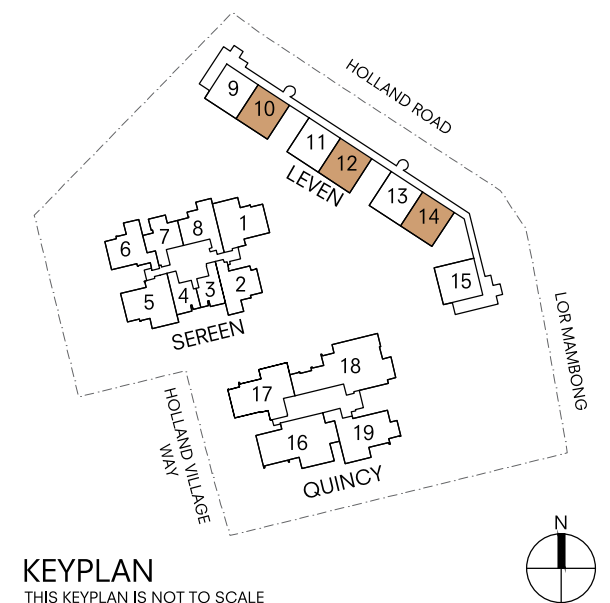 HOLLAND ROAD
9
10
11
12
LEVEN
13
14
15
LOR MAMBONG
6
7
8
1
5
4
3
2
SEREEN
HOLLAND VILLAGE
WAY
17
18
16
19
QUINCY
N
KEYPLAN
THIS KEYPLAN IS NOT TO SCALE